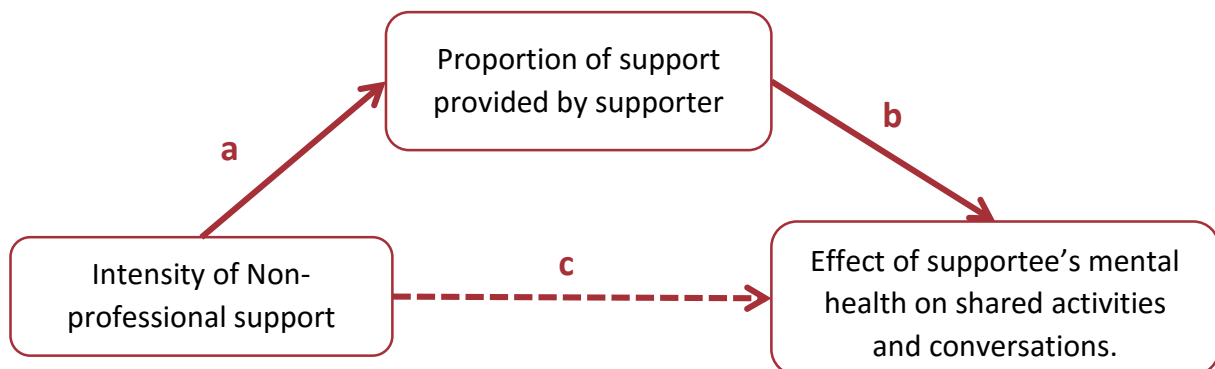 Proportion of support
provided by supporter
a
b
Intensity of Non-
professional support
c
Effect of supportee’s mental
health on shared activities
and conversations.